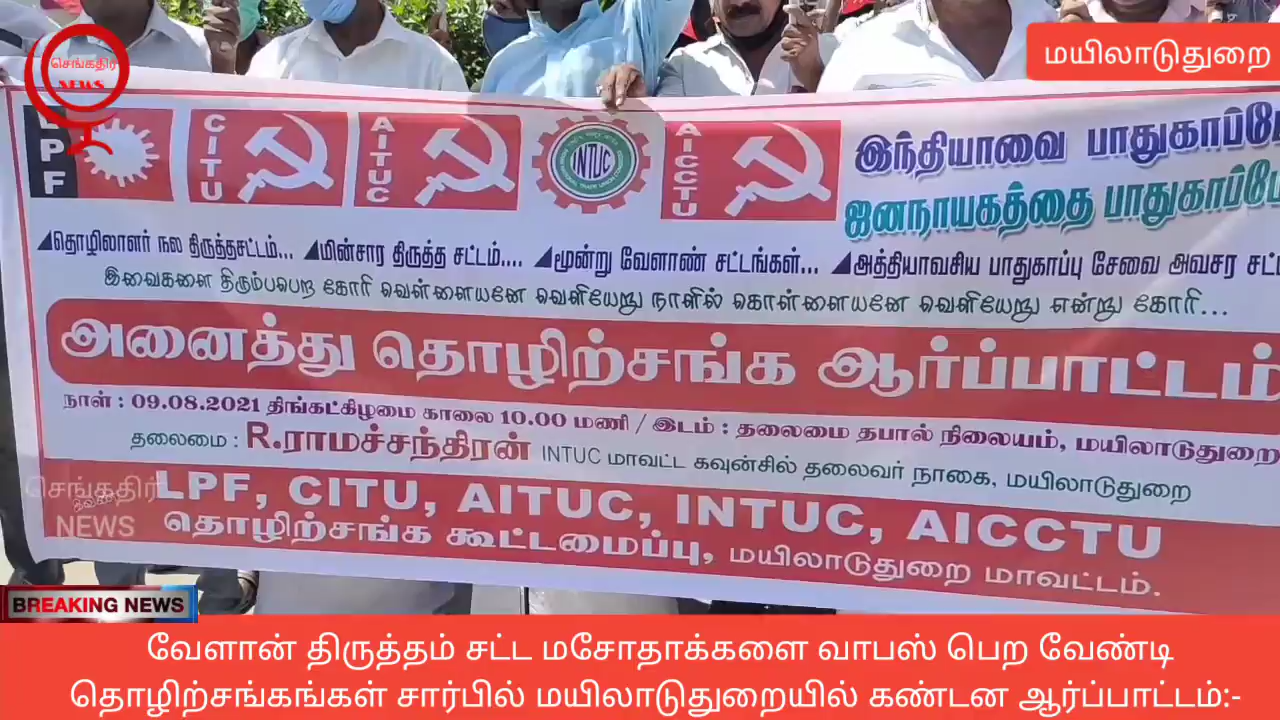 செங்கதிர்
NEWS
மயிலாடுதுறை
LPF
CITU
AITUC
INTUC
AICCTU
இந்தியாவை
ஜனநாயகத்தை
தொழிலாளர் நல திருத்தசட்டம்... மின்சார திருத்த சட்டம்.... மூன்று வேளாண் சட்டங்கள்... அத்தியாவசிய பாதுகாப்பு சேவை அவசர
இவைகளை திரும்பபெற கோரி வெள்ளையனே வெளியேறு நாளில் கொள்ளையனே வெளியேறு என்று கோரி...
அனைத்து தொழிற்சங்க ஆர்ப்பாட்டம்
நாள் : 09.08.2021 திங்கட்கிழமை காலை 10.00 மணி / இடம் : தலைமை தபால் நிலையம், மயிலாடுதுறை
தலைமை : R.ராமச்சந்திரன் INTUC மாவட்ட கவுன்சில் தலைவர் நாகை, மயிலாடுதுறை
LPF, CITU, AITUC, INTUC, AICCTU
தொழிற்சங்க கூட்டமைப்பு, மயிலாடுதுறை மாவட்டம்.
செங்கதிர்
NEWS
BREAKING NEWS
வேளான் திருத்தம் சட்ட மசோதாக்களை வாபஸ் பெற வேண்டி
தொழிற்சங்கங்கள் சார்பில் மயிலாடுதுறையில் கண்டன ஆர்ப்பாட்டம்:-